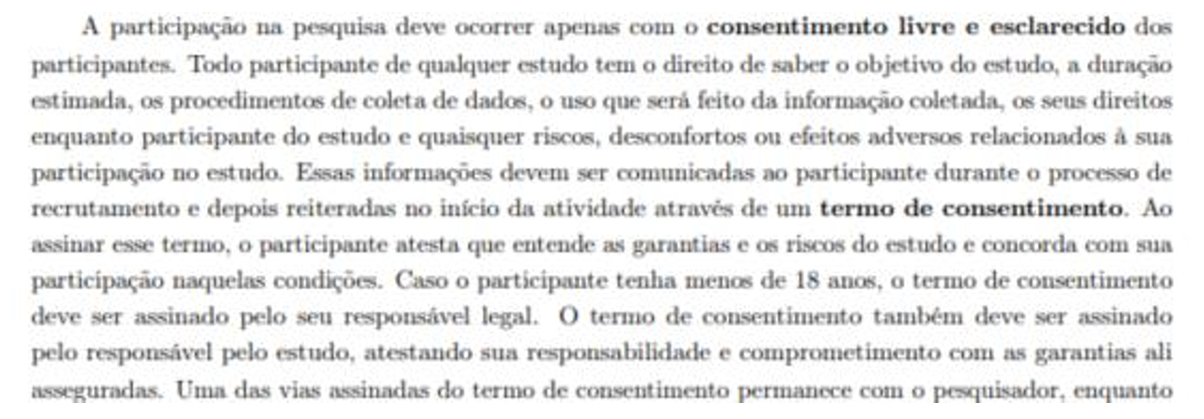 A participação na pesquisa deve ocorrer apenas com o consentimento livre e esclarecido dos
participantes. Todo participante de qualquer estudo tem o direito de saber o objetivo do estudo, a duração
estimada, os procedimentos de coleta de dados, o uso que será feito da informação coletada, os seus direitos
enquanto participante do estudo e quaisquer riscos, desconfortos ou efeitos adversos relacionados à sua
participação no estudo. Essas informações devem ser comunicadas ao participante durante o processo de
recrutamento e depois reiteradas no início da atividade através de um termo de consentimento. Ao
assinar esse termo, o participante atesta que entende as garantias e os riscos do estudo e concorda com sua
participação naquelas condições. Caso o participante tenha menos de 18 anos, o termo de consentimento
deve ser assinado pelo seu responsável legal. O termo de consentimento também deve ser assinado
pelo responsável pelo estudo, atestando sua responsabilidade e comprometimento com as garantias ali
asseguradas. Uma das vias assinadas do termo de consentimento permanece com o pesquisador, enquanto